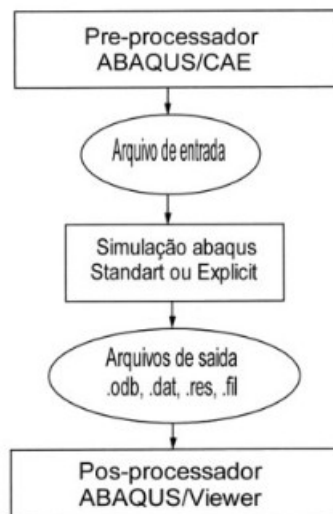 Pre-processador
ABAQUS/CAE
Arquivo de entrada
Simulação abaqus
Standart ou Explicit
Arquivos de saida
.odb, .dat, .res, .fil
Pos-processador
ABAQUS/Viewer